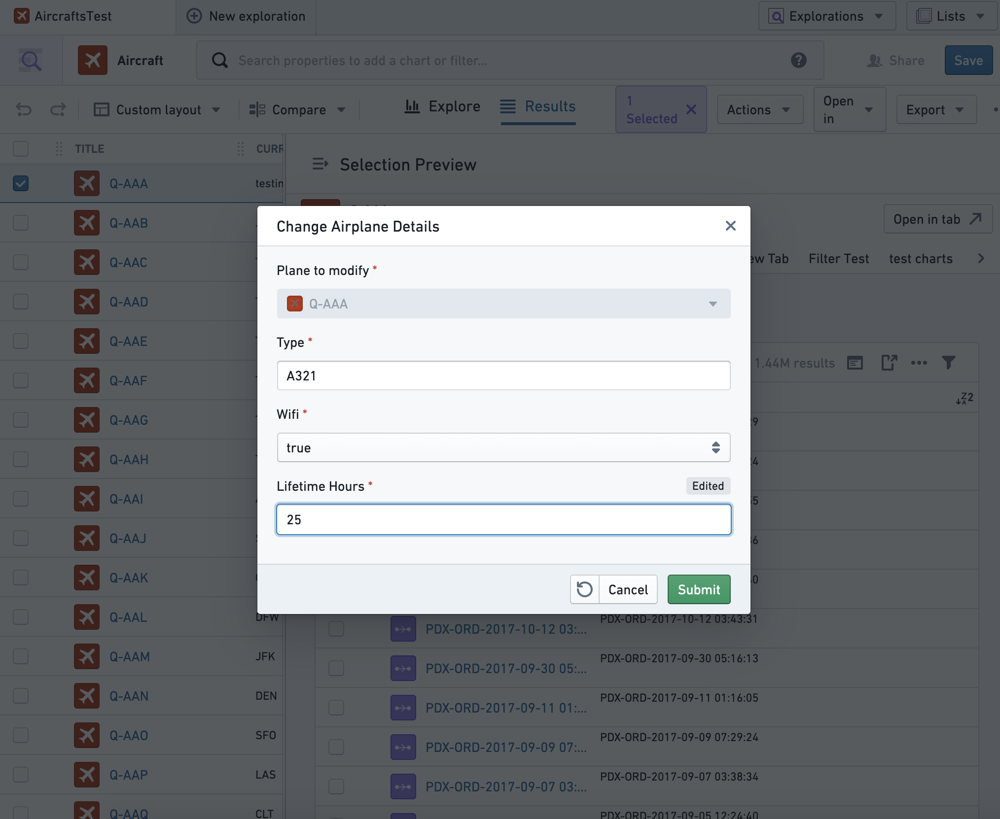 AircraftsTest
New exploration
Explorations
Lists
Aircraft
Search properties to add a chart or filter...
Share
Save
Custom layout
Compare
Explore
Results
1
Selected
Actions
Open
in
Export
TITLE
CURR
Selection Preview
Q-AAA
testin
Q-AAB
Open in tab
Q-AAC
ew Tab
Filter Test
test charts
Q-AAD
Q-AAE
Q-AAF
1.44M results
Q-AAG
Q-AAH
Q-AAI
Q-AAJ
Q-AAK
Q-AAL
DFW
Q-AAM
JFK
Q-AAN
DEN
Q-AAO
SFO
Q-AAP
LAS
Q-AAQ
CLT
Change Airplane Details
Plane to modify *
Q-AAA
Type *
A321
Wifi *
true
Lifetime Hours *
Edited
25
Cancel
Submit
PDX-ORD-2017-10-12 03:...
PDX-ORD-2017-10-12 03:43:31
PDX-ORD-2017-09-30 05:...
PDX-ORD-2017-09-30 05:16:13
PDX-ORD-2017-09-11 01:...
PDX-ORD-2017-09-11 01:16:05
PDX-ORD-2017-09-09 07:...
PDX-ORD-2017-09-09 07:29:24
PDX-ORD-2017-09-07 03:...
PDX-ORD-2017-09-07 03:38:34
PDX-ORD-2017-09-05 12:24:40